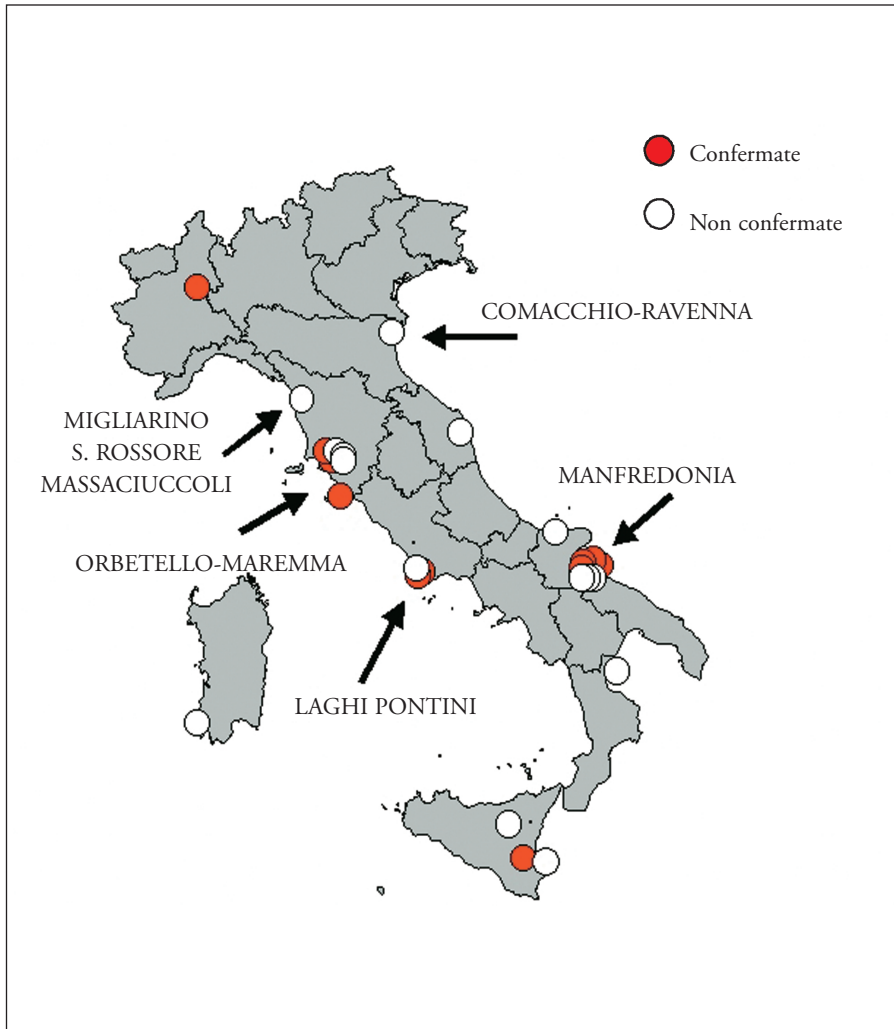 Confermate
Non confermate
COMACCHIO-RAVENNA
MIGLIARINO
S. ROSSORE
MASSACIUCCOLI
MANFREDONIA
ORBETELLO-MAREMMA
LAGHI PONTINI